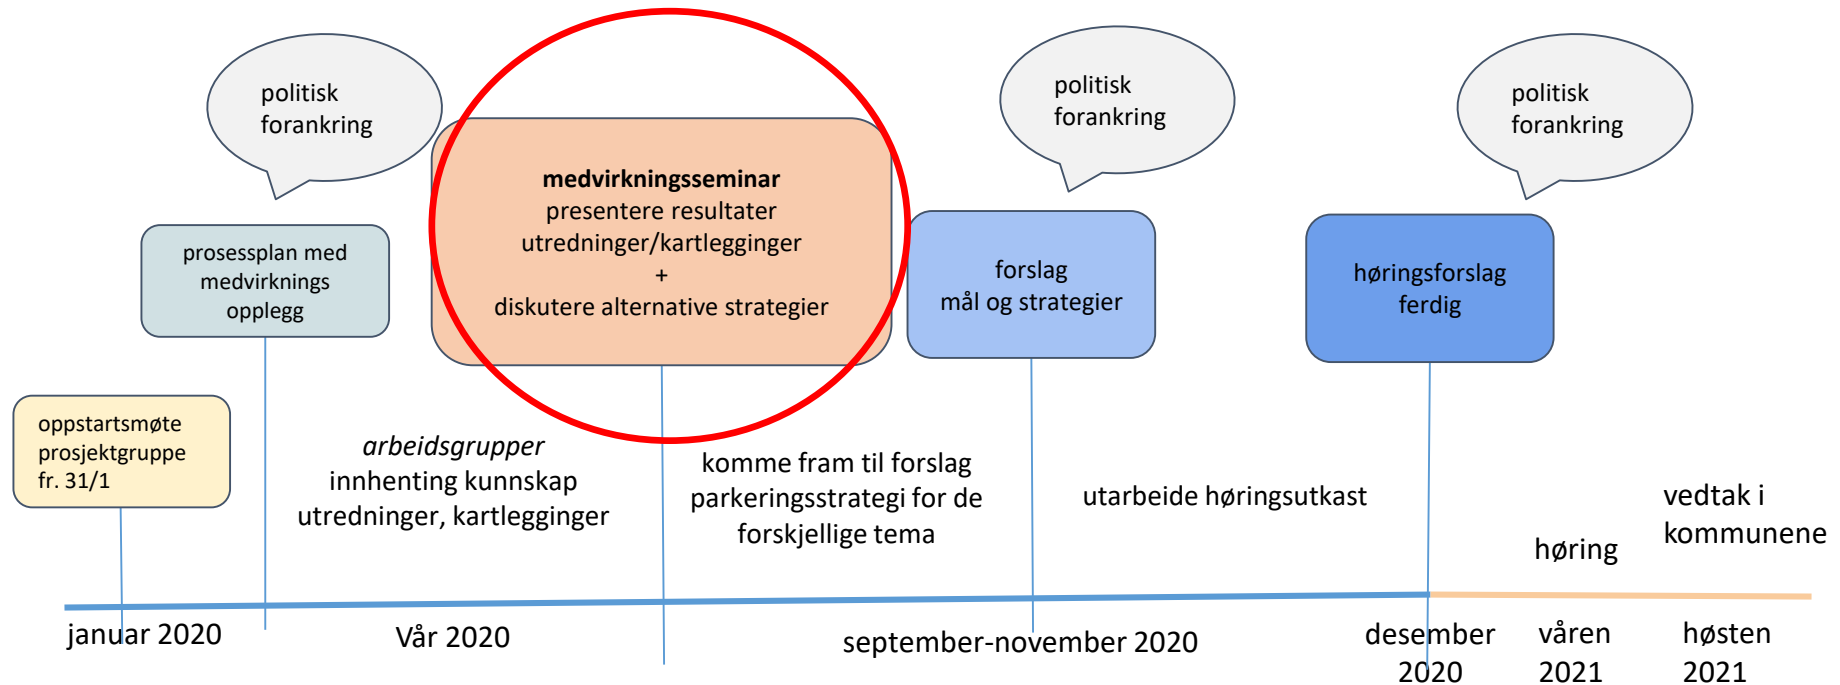 politisk
forankring
politisk
forankring
politisk
forankring
medvirkningsseminar
presentere resultater
utredninger/kartlegginger
+
diskutere alternative strategier
prosessplan med
medvirknings
opplegg
forslag
mål og strategier
høringsforslag
ferdig
oppstartsmøte
prosjektgruppe
fr. 31/1
arbeidsgrupper
innhenting kunnskap
utredninger, kartlegginger
komme fram til forslag
parkeringsstrategi for de
forskjellige tema
utarbeide høringsutkast
høring
vedtak i
kommunene
januar 2020
Vår 2020
september-november 2020
desember
2020
våren
2021
høsten
2021